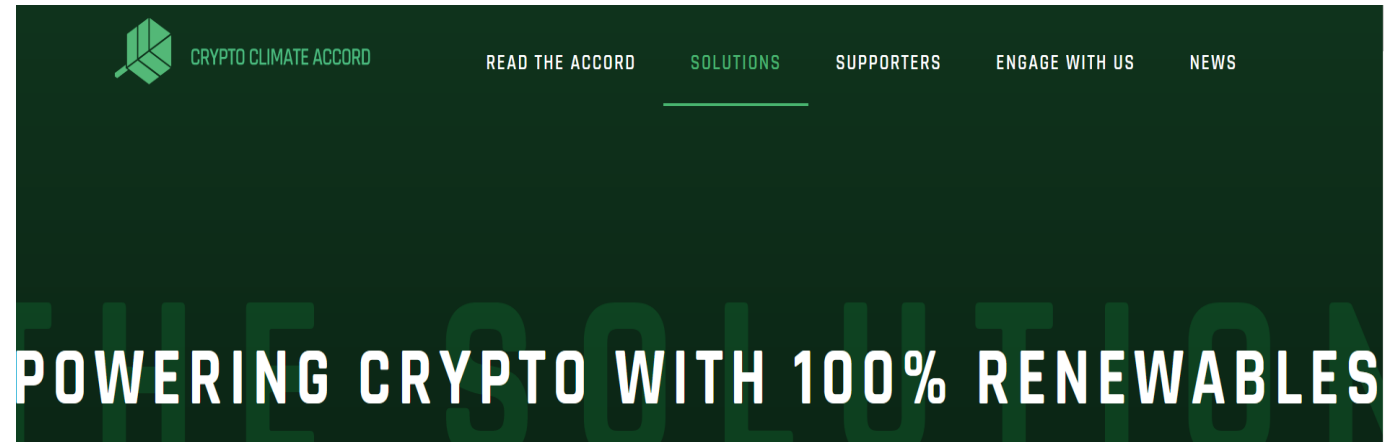 CRYPTO CLIMATE ACCORD
READ THE ACCORD
SOLUTIONS
SUPPORTERS
ENGAGE WITH US
NEWS
THE SOLUTION
POWERING CRYPTO WITH 100% RENEWABLES